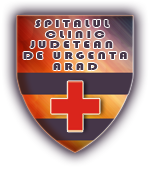 SPITALUL
CLINIC
JUDETEAN
DE URGENTA
ARAD